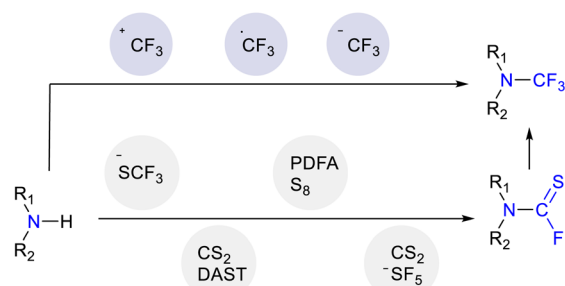 +CF3 ·CF3 -CF3
R1
N-CF3
R2
-SCF3
PDFA
S8
R1
N-H
R2
R1
N-C
S
F
R2
CS2
DAST
CS2
-SF5